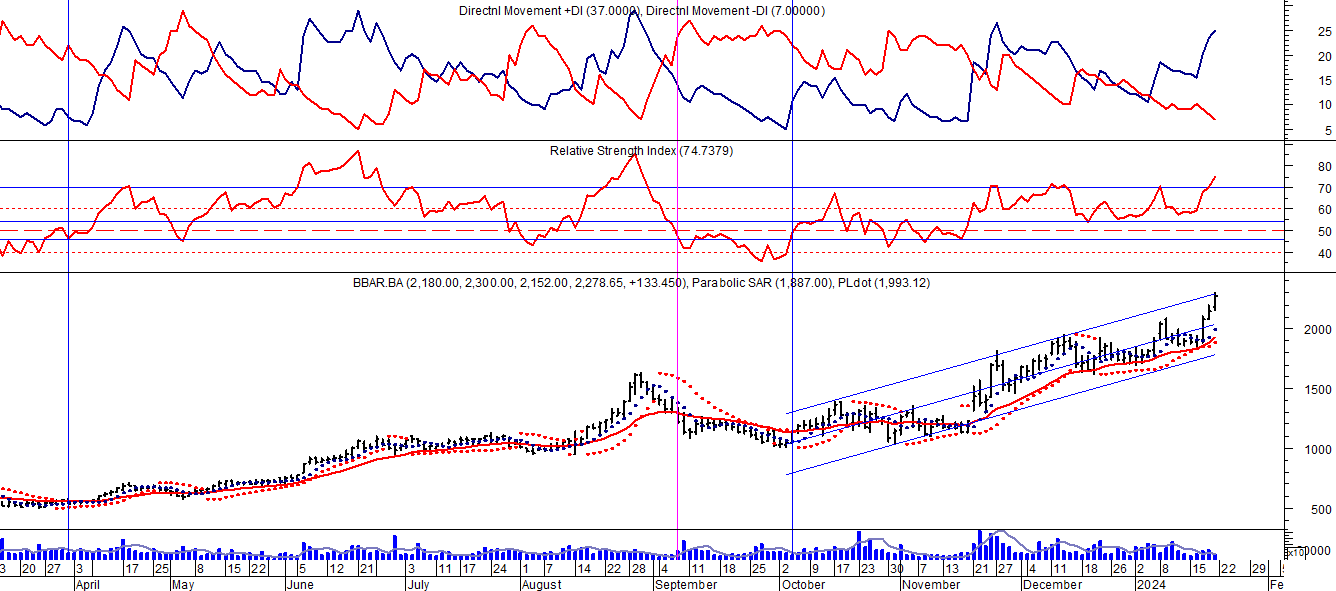 Directnl Movement +DI (37.0000), Directnl Movement -DI (7.00000)
25
20
15
10
5
Relative Strength Index (74.7379)
80
70
60
50
40
BBAR.BA (2,180.00, 2,300.00, 2,152.00, 2,278.65, +133.450), Parabolic SAR (1,887.00), PLdot (1,993.12)
2000
1500
1000
500
50000
x10
3 20 27 3 17 25 8 15 22 5 12 21 3 11 17 24 1 7 14 22 28 4 11 19 25 2 9 17 23 30 7 13 21 27 4 11 18 26 2 8 15 22 29
April May June July August September October November December 2024 Fe